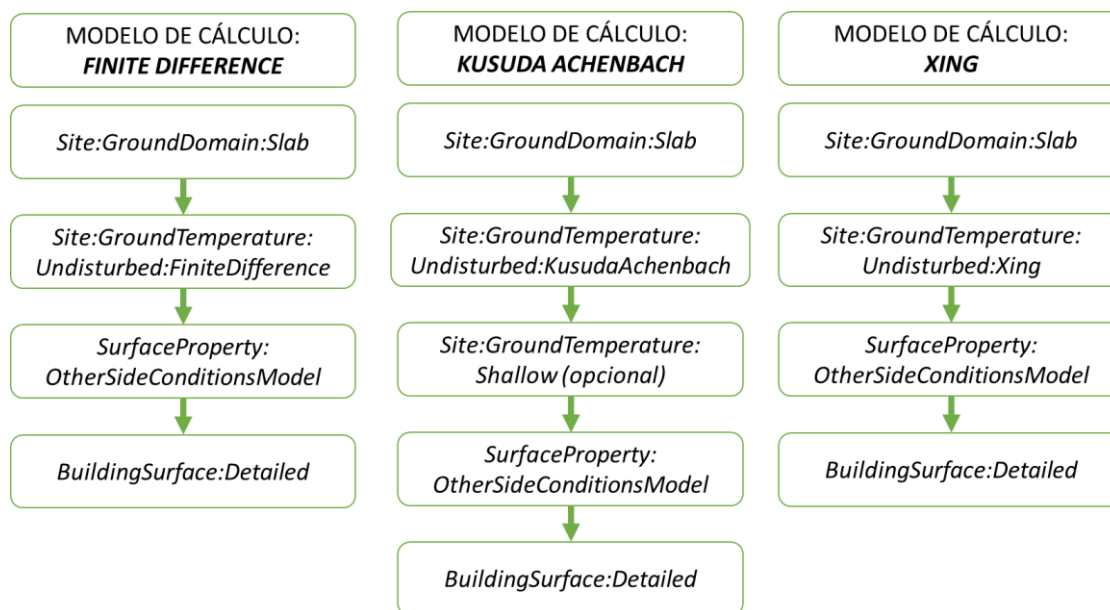 MODELO DE CÁLCULO:
FINITE DIFFERENCE
Site:GroundDomain:Slab
Site:GroundTemperature:
Undisturbed:FiniteDifference
SurfaceProperty:
OtherSideConditionsModel
BuildingSurface:Detailed
MODELO DE CÁLCULO:
KUSUDA ACHENBACH
Site:GroundDomain:Slab
Site:GroundTemperature:
Undisturbed:KusudaAchenbach
Site:GroundTemperature:
Shallow (opcional)
SurfaceProperty:
OtherSideConditionsModel
BuildingSurface:Detailed
MODELO DE CÁLCULO:
XING
Site:GroundDomain:Slab
Site:GroundTemperature:
Undisturbed:Xing
SurfaceProperty:
OtherSideConditionsModel
BuildingSurface:Detailed